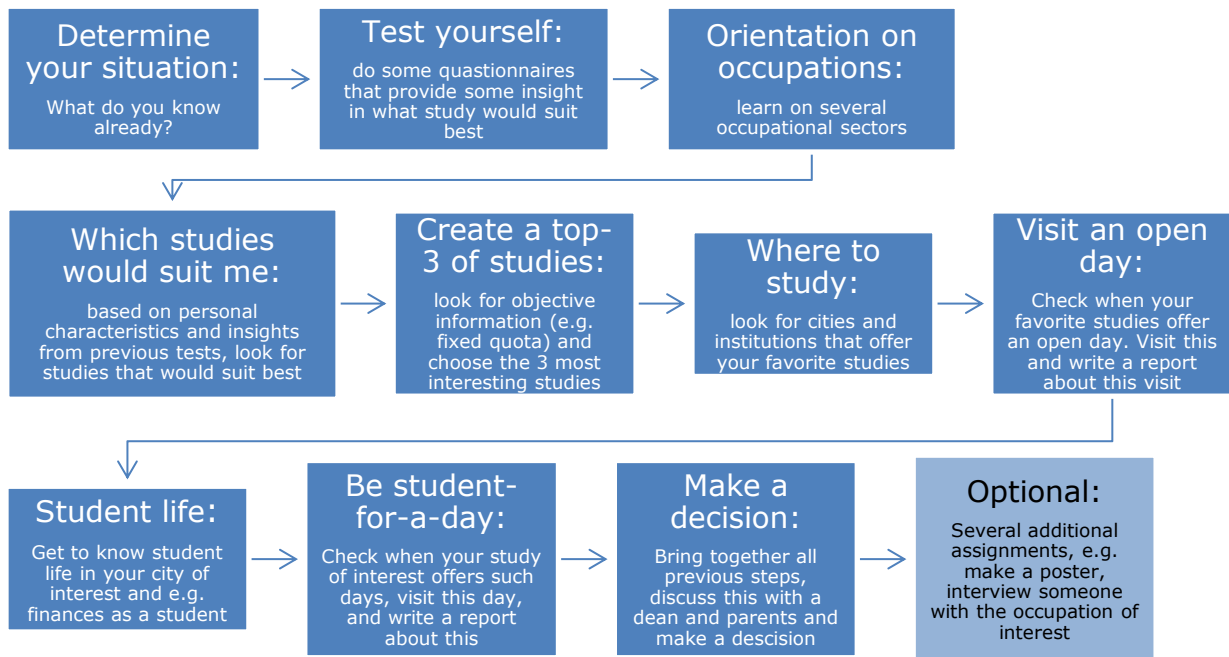 Determine
your situation:
What do you know
already?
Test yourself:
do some quastionnaires
that provide some insight
in what study would suit
best
Orientation on
occupations:
learn on several
occupational sectors
Which studies
would suit me:
based on personal
characteristics and insights
from previous tests, look for
studies that would suit best
Create a top-
3 of studies:
look for objective
information (e.g.
fixed quota) and
choose the 3 most
interesting studies
Where to
study:
look for cities and
institutions that offer
your favorite studies
Visit an open
day:
Check when your
favorite studies offer
an open day. Visit this
and write a report
about this visit
Student life:
Get to know student
life in your city of
interest and e.g.
finances as a student
Be student-
for-a-day:
Check when your study
of interest offers such
days, visit this day,
and write a report
about this
Make a
decision:
Bring together all
previous steps,
discuss this with a
dean and parents and
make a descision
Optional:
Several additional
assignments, e.g.
make a poster,
interview someone
with the occupation of
interest